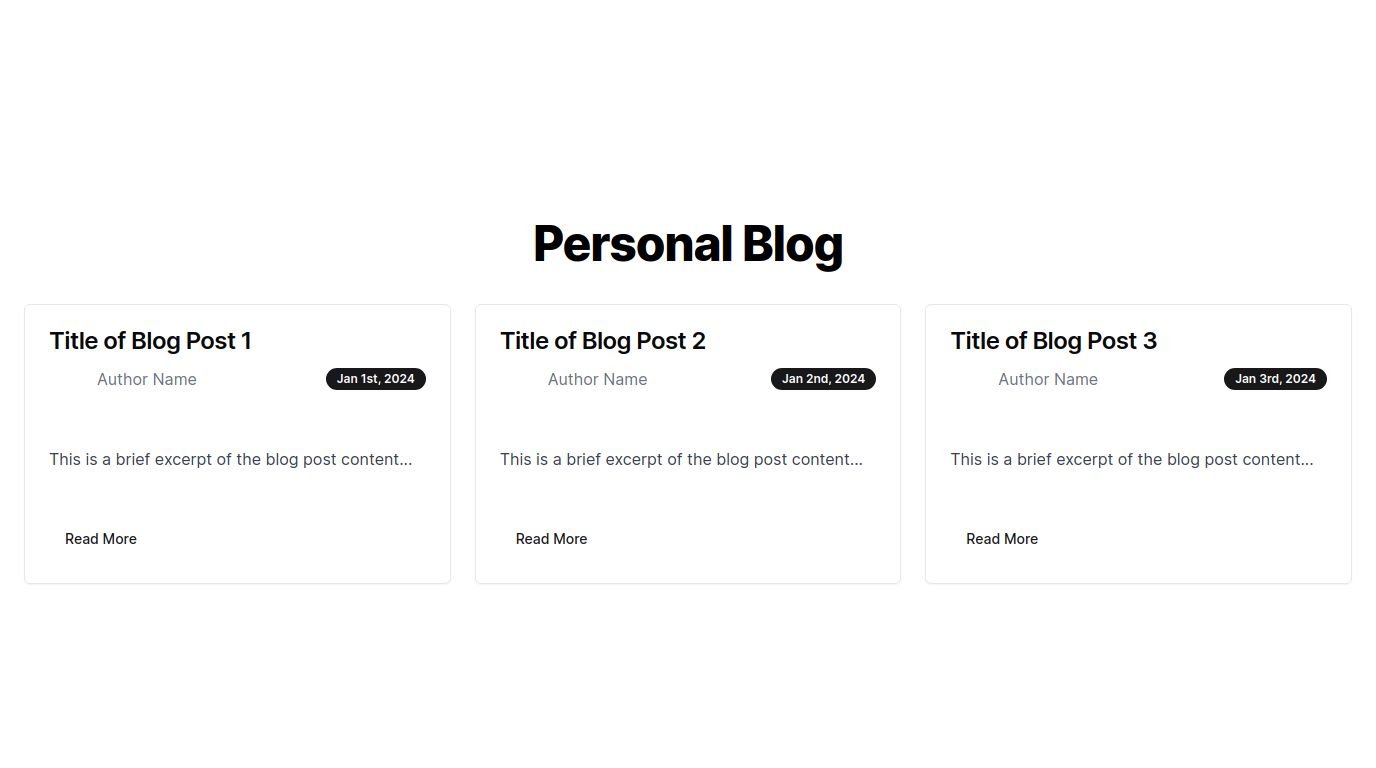 Personal Blog
Title of Blog Post 1
Author Name
Jan 1st, 2024
This is a brief excerpt of the blog post content...
Read More
Title of Blog Post 2
Author Name
Jan 2nd, 2024
This is a brief excerpt of the blog post content...
Read More
Title of Blog Post 3
Author Name
Jan 3rd, 2024
This is a brief excerpt of the blog post content...
Read More